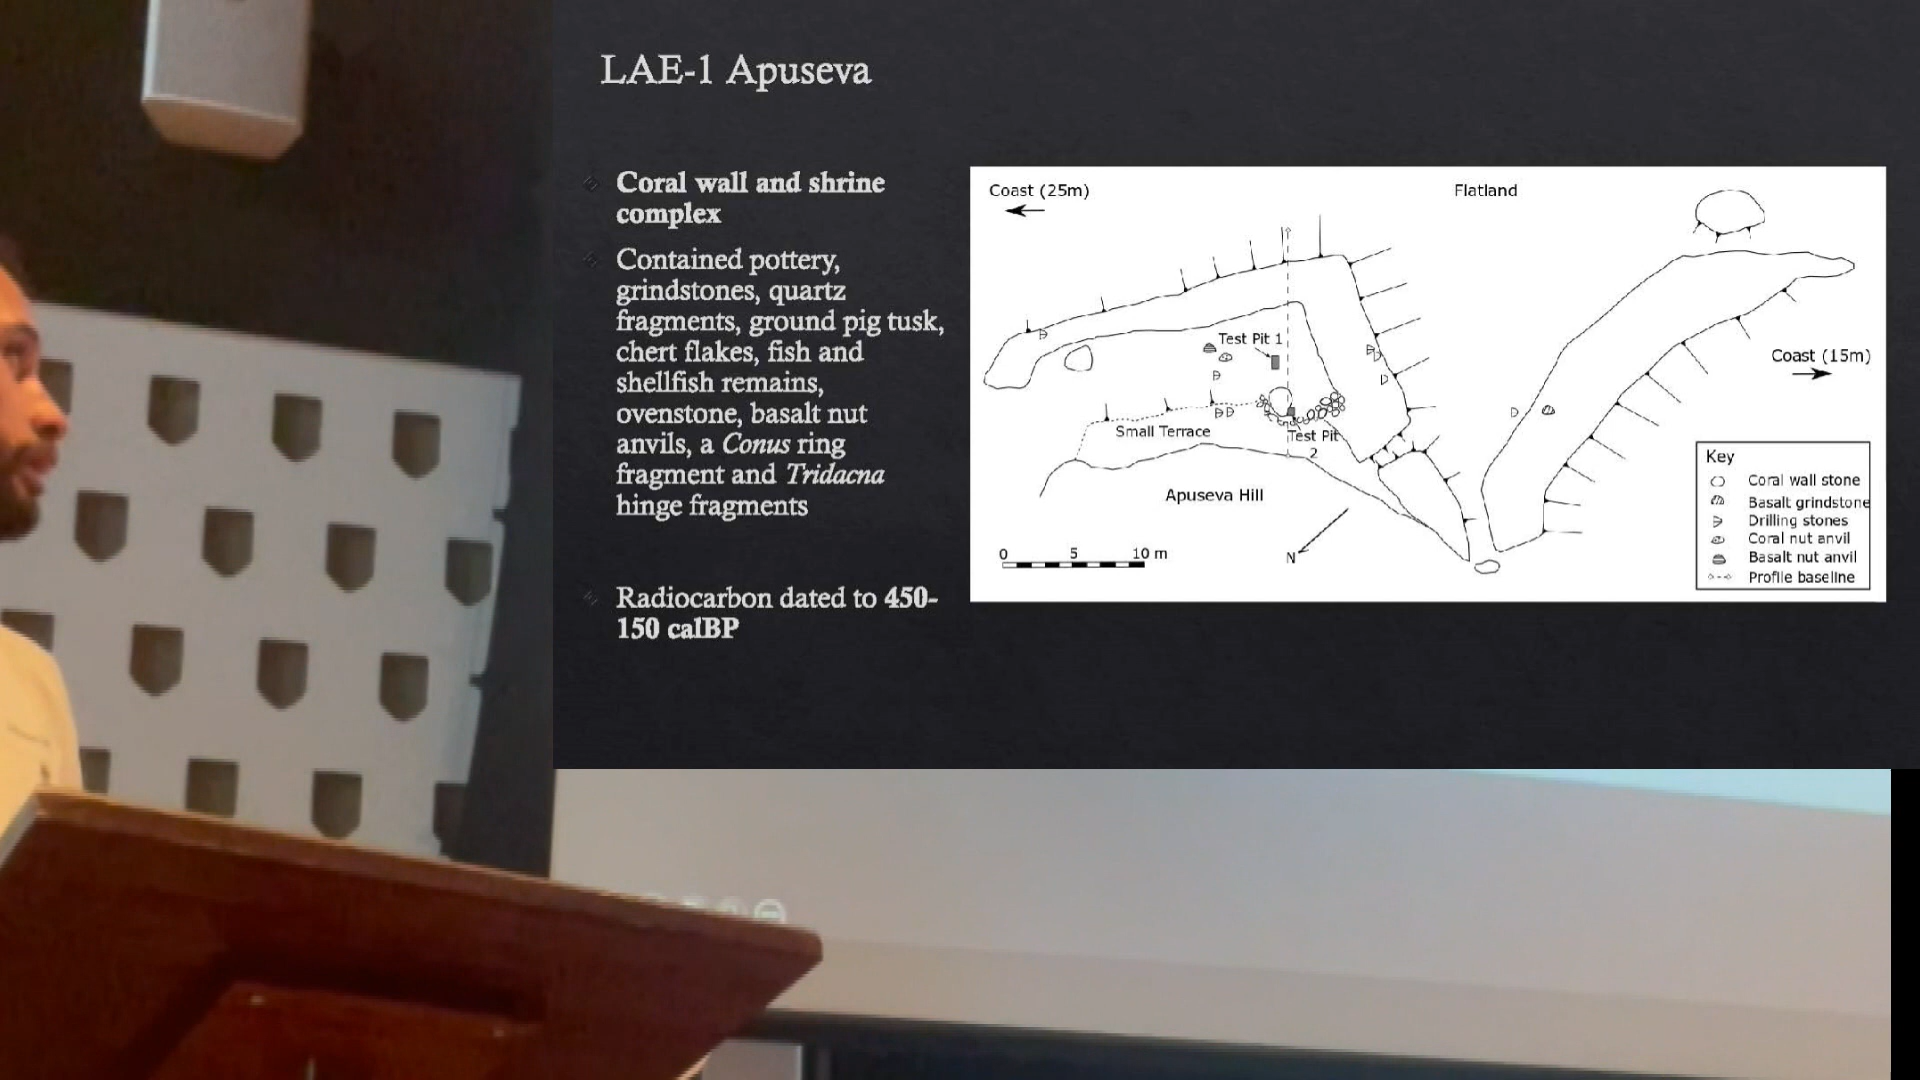 LAE-1 Apuseva
Coral wall and shrine
complex
Contained pottery,
grindstones, quartz
fragments, ground pig tusk,
chert flakes, fish and
shellfish remains,
ovenstone, basalt nut
anvils, a Conus ring
fragment and Tridacna
hinge fragments
Radiocarbon dated to 450-
150 calBP
Coast (25m)
Flatland
Test Pit 1
Coast (15m)
Small Terrace
Test Pit
2
Apuseva Hill
N
0 5 10 m
Key
Coral wall stone
Basalt grindstone
Drilling stones
Coral nut anvil
Basalt nut anvil
Profile baseline